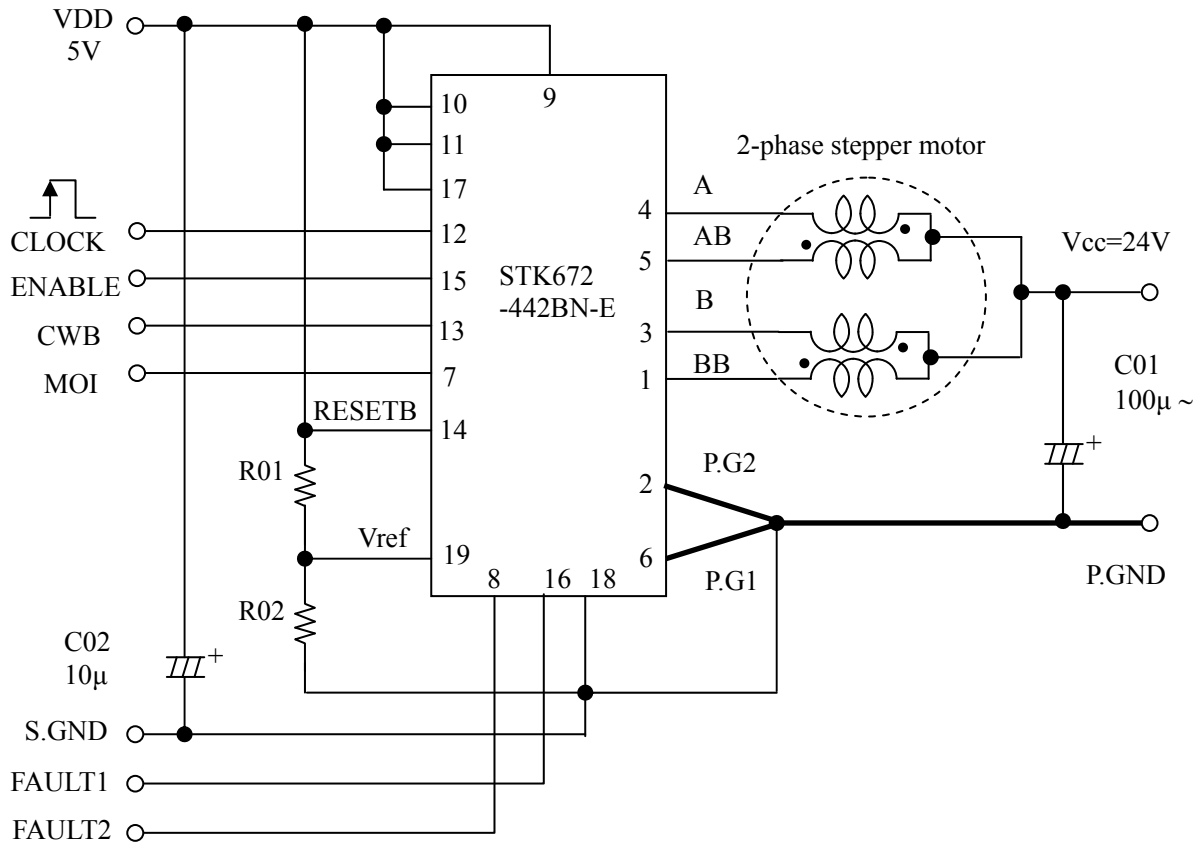 VDD
5V
9
10
11
17
2-phase stepper motor
A
4
CLOCK
12
AB
Vcc=24V
5
ENABLE
15
STK672
-442BN-E
B
CWB
13
3
MOI
7
BB
1
C01
100μ ~
RESETB
14
+
R01
P.G2
2
Vref
19
6
P.G1
P.GND
8
16
18
R02
C02
10μ
+
S.GND
FAULT1
FAULT2